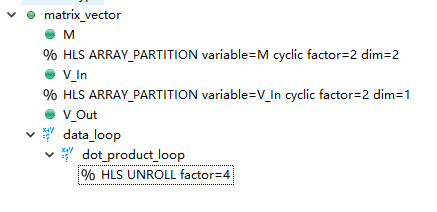 matrix_vector
M
% HLS ARRAY_PARTITION variable=M cyclic factor=2 dim=2
V_In
% HLS ARRAY_PARTITION variable=V_In cyclic factor=2 dim=1
V_Out
data_loop
dot_product_loop
% HLS UNROLL factor=4